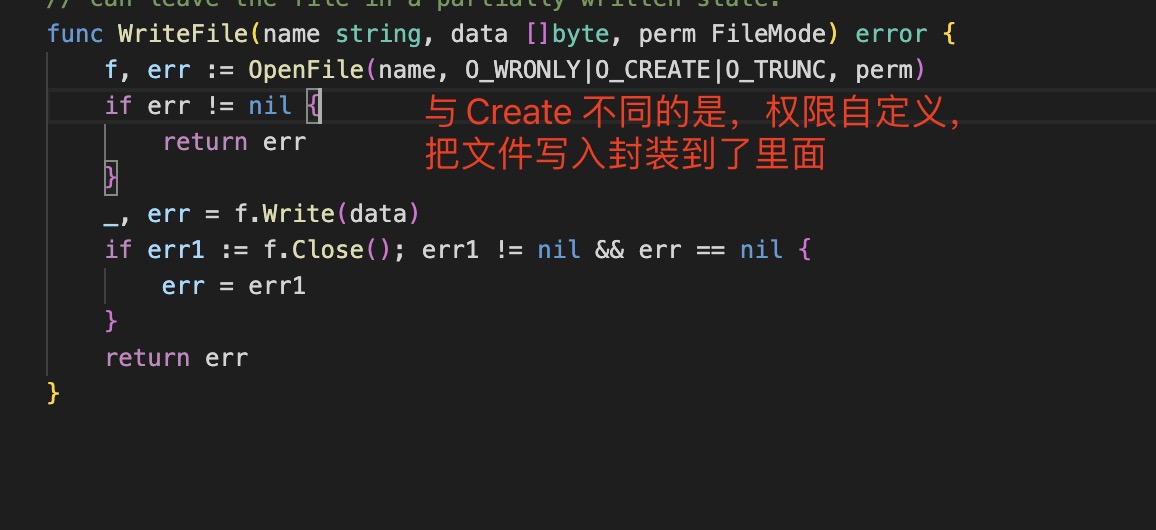 // can leave the file in a partially written state.
func WriteFile(name string, data []byte, perm FileMode) error {
f, err := OpenFile(name, O_WRONLY|O_CREATE|O_TRUNC, perm)
if err != nil {
与 Create 不同的是，权限自定义，
return err
把文件写入封装到了里面
}
_, err = f.Write(data)
if err1 := f.Close(); err1 != nil && err == nil {
err = err1
}
return err
}